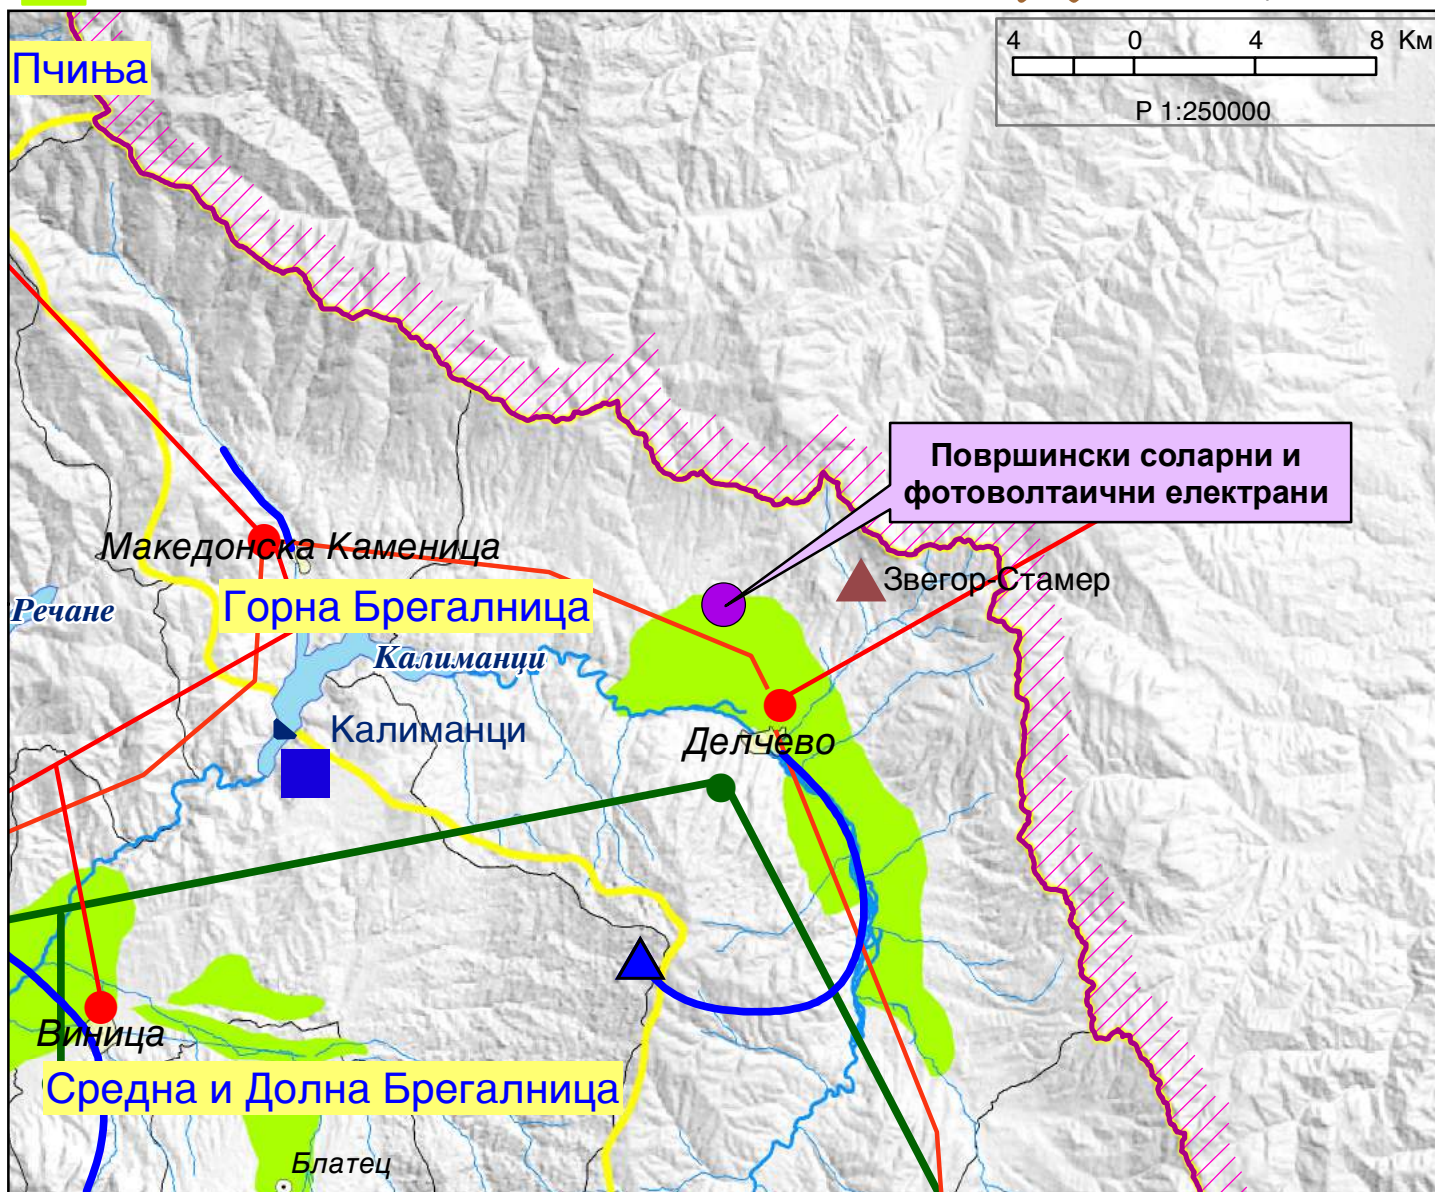 4 0 4 8 Км
Р 1:250000
Пчиња
Површински соларни и
фотоволтаични електрани
Македонска Каменица
Звегор-Стамер
Речане
Горна Брегалница
Калиманци
Калиманци
Делчево
Виница
Средна и Долна Брегалница
Блатец